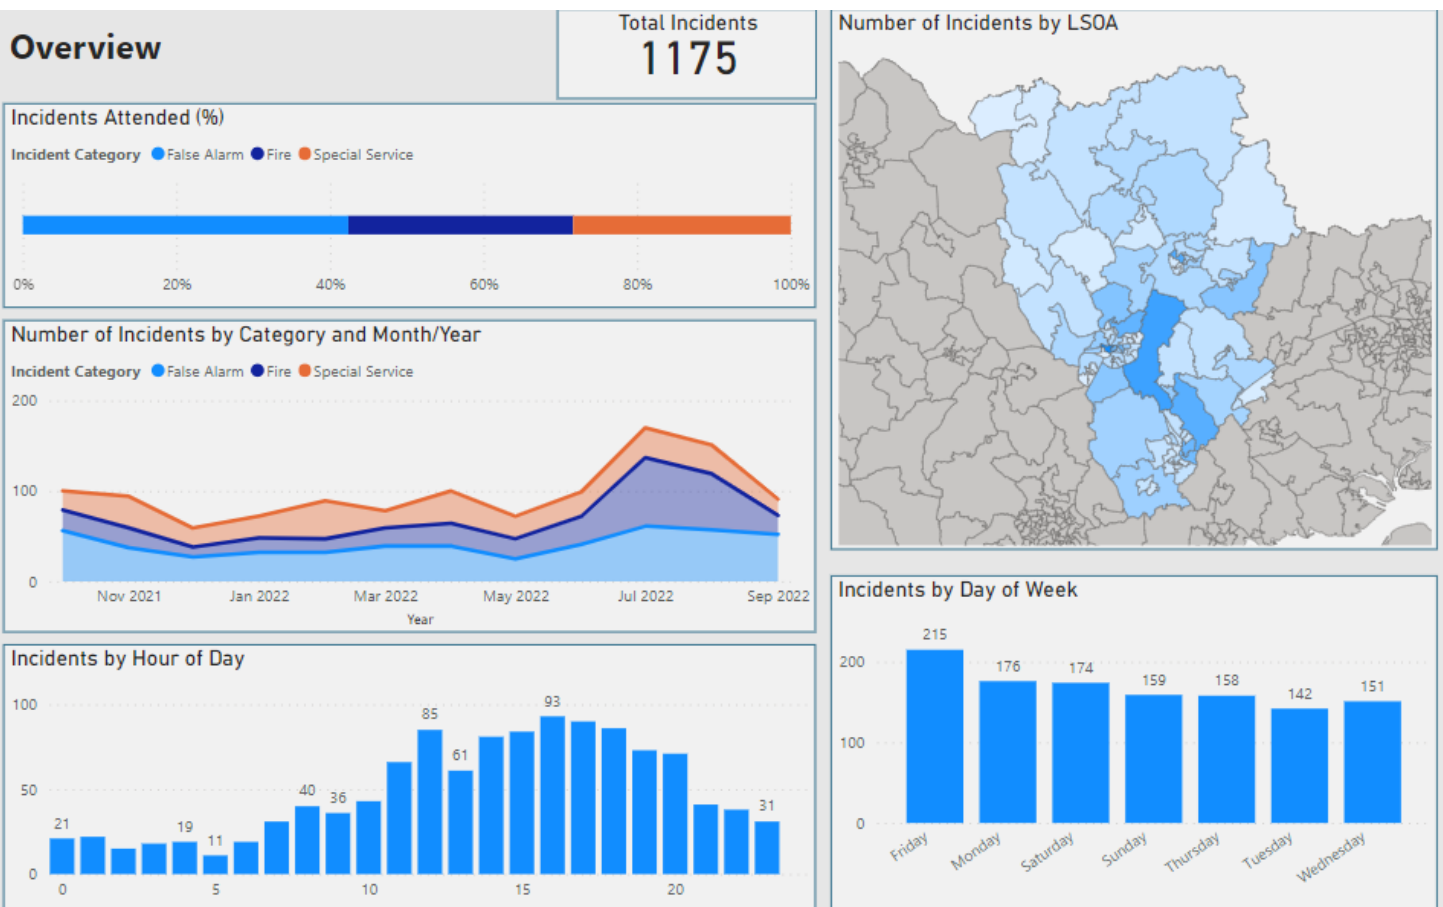 Overview
Total Incidents
1175
Incidents Attended (%)
Incident Category False Alarm Fire Special Service
0% 20% 40% 60% 80% 100%
Number of Incidents by Category and Month/Year
Incident Category False Alarm Fire Special Service
200
100
0
Nov 2021 Jan 2022 Mar 2022 May 2022 Jul 2022 Sep 2022
Year
Incidents by Hour of Day
100
50
0
21 19 11 40 36 85 61 93 31
0 5 10 15 20
Number of Incidents by LSOA
Incidents by Day of Week
200
100
0
215 176 174 159 158 142 151
Friday Monday Saturday Sunday Thursday Tuesday Wednesday